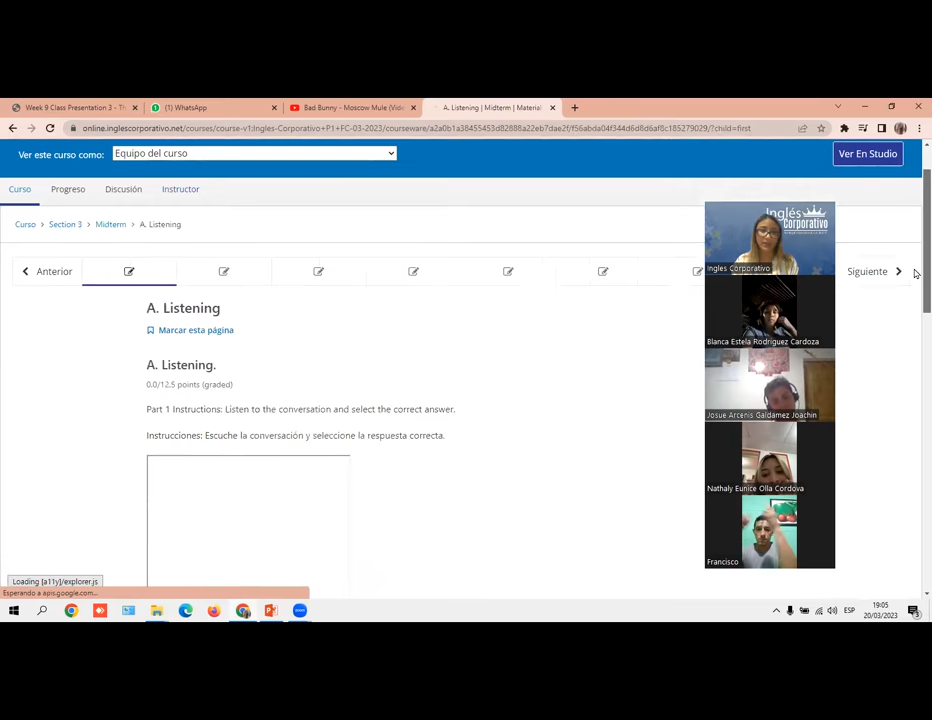 Week 9 Class Presentation 3 - Th
(1) WhatsApp
Bad Bunny - Moscow Mule (Vide
A. Listening | Midterm | Material
online.inglescorporativo.net/courses/course-v1:Ingles-Corporativo+P1+FC-03-2023/courseware/a2a0b1a38455453d82888a22eb7dae2f/f56abda04f344d6d8d6af8c185279029/?child=first
Ver este curso como:
Equipo del curso
Ver En Studio
Curso
Progreso
Discusión
Instructor
Curso > Section 3 > Midterm > A. Listening
Anterior
Siguiente
A. Listening
Marcar esta página
A. Listening.
0.0/12.5 points (graded)
Part 1 Instructions: Listen to the conversation and select the correct answer.
Instrucciones: Escuche la conversación y seleccione la respuesta correcta.
Inglés
Corporativo
Ingles Corporativo
Blanca Estela Rodriguez Cardoza
Josue Arcenis Galdamez Joachin
Nathaly Eunice Olla Cordova
Francisco
Loading [a11y]/explorer.js
Esperando a apis.google.com...
ESP
19:05
20/03/2023
3